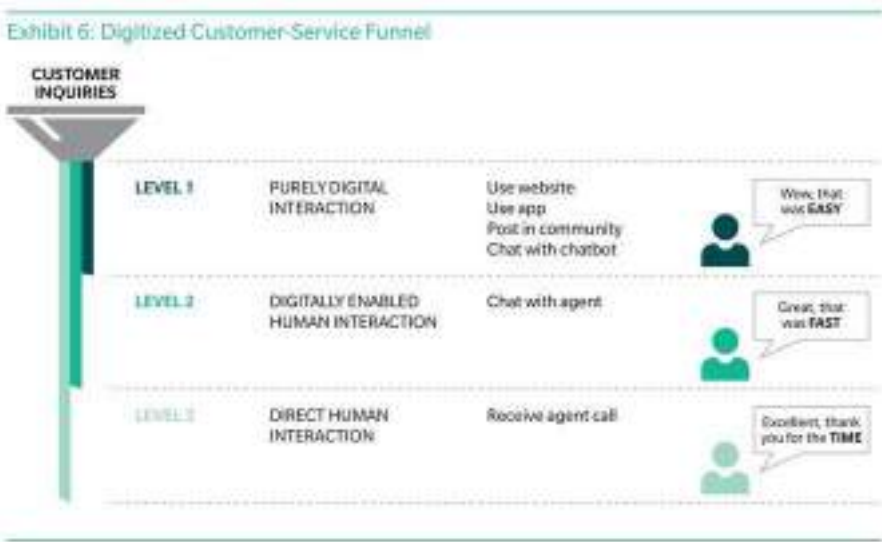 Exhibit 6: Digitized Customer-Service Funnel
CUSTOMER
INQUIRIES
LEVEL 1
PURELY DIGITAL
INTERACTION
Use website
Use app
Post in community
Chat with chatbot
Wow, that
was EASY
LEVEL 2
DIGITALLY ENABLED
HUMAN INTERACTION
Chat with agent
Great, that
was FAST
LEVEL 3
DIRECT HUMAN
INTERACTION
Receive agent call
Excellent, thank
you for the TIME